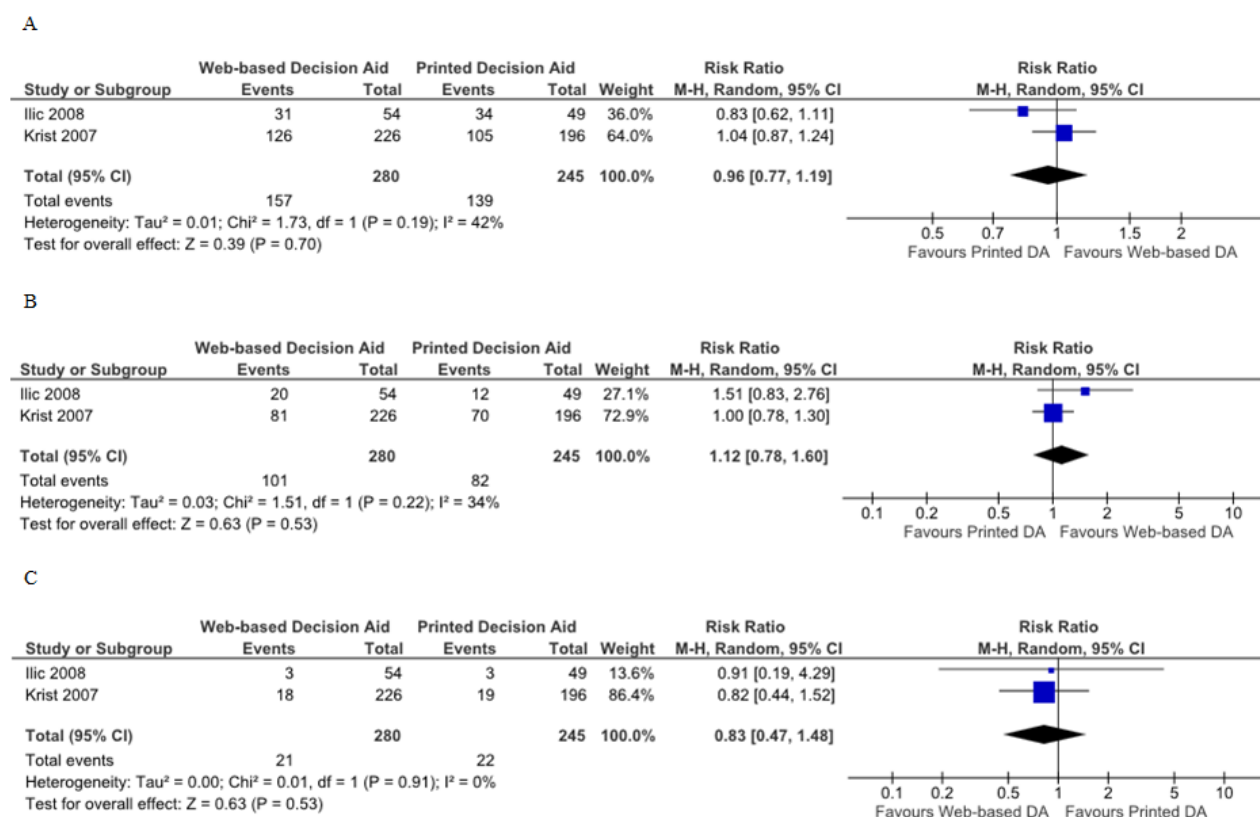 A
Web-based Decision Aid Printed Decision Aid Risk Ratio Risk Ratio
Study or Subgroup Events Total Events Total Weight M-H, Random, 95% CI M-H, Random, 95% CI
Ilic 2008 31 54 34 49 36.0% 0.83 [0.62, 1.11]
Krist 2007 126 226 105 196 64.0% 1.04 [0.87, 1.24]
Total (95% CI) 280 245 100.0% 0.96 [0.77, 1.19]
Total events 157 139
Heterogeneity: Tau² = 0.01; Chi² = 1.73, df = 1 (P = 0.19); I² = 42%
Test for overall effect: Z = 0.39 (P = 0.70)
0.5 0.7 1 1.5 2
Favours Printed DA Favours Web-based DA
B
Web-based Decision Aid Printed Decision Aid Risk Ratio Risk Ratio
Study or Subgroup Events Total Events Total Weight M-H, Random, 95% CI M-H, Random, 95% CI
Ilic 2008 20 54 12 49 27.1% 1.51 [0.83, 2.76]
Krist 2007 81 226 70 196 72.9% 1.00 [0.78, 1.30]
Total (95% CI) 280 245 100.0% 1.12 [0.78, 1.60]
Total events 101 82
Heterogeneity: Tau² = 0.03; Chi² = 1.51, df = 1 (P = 0.22); I² = 34%
Test for overall effect: Z = 0.63 (P = 0.53)
0.1 0.2 0.5 1 2 5 10
Favours Printed DA Favours Web-based DA
C
Web-based Decision Aid Printed Decision Aid Risk Ratio Risk Ratio
Study or Subgroup Events Total Events Total Weight M-H, Random, 95% CI M-H, Random, 95% CI
Ilic 2008 3 54 3 49 13.6% 0.91 [0.19, 4.29]
Krist 2007 18 226 19 196 86.4% 0.82 [0.44, 1.52]
Total (95% CI) 280 245 100.0% 0.83 [0.47, 1.48]
Total events 21 22
Heterogeneity: Tau² = 0.00; Chi² = 0.01, df = 1 (P = 0.91); I² = 0%
Test for overall effect: Z = 0.63 (P = 0.53)
0.1 0.2 0.5 1 2 5 10
Favours Web-based DA Favours Printed DA